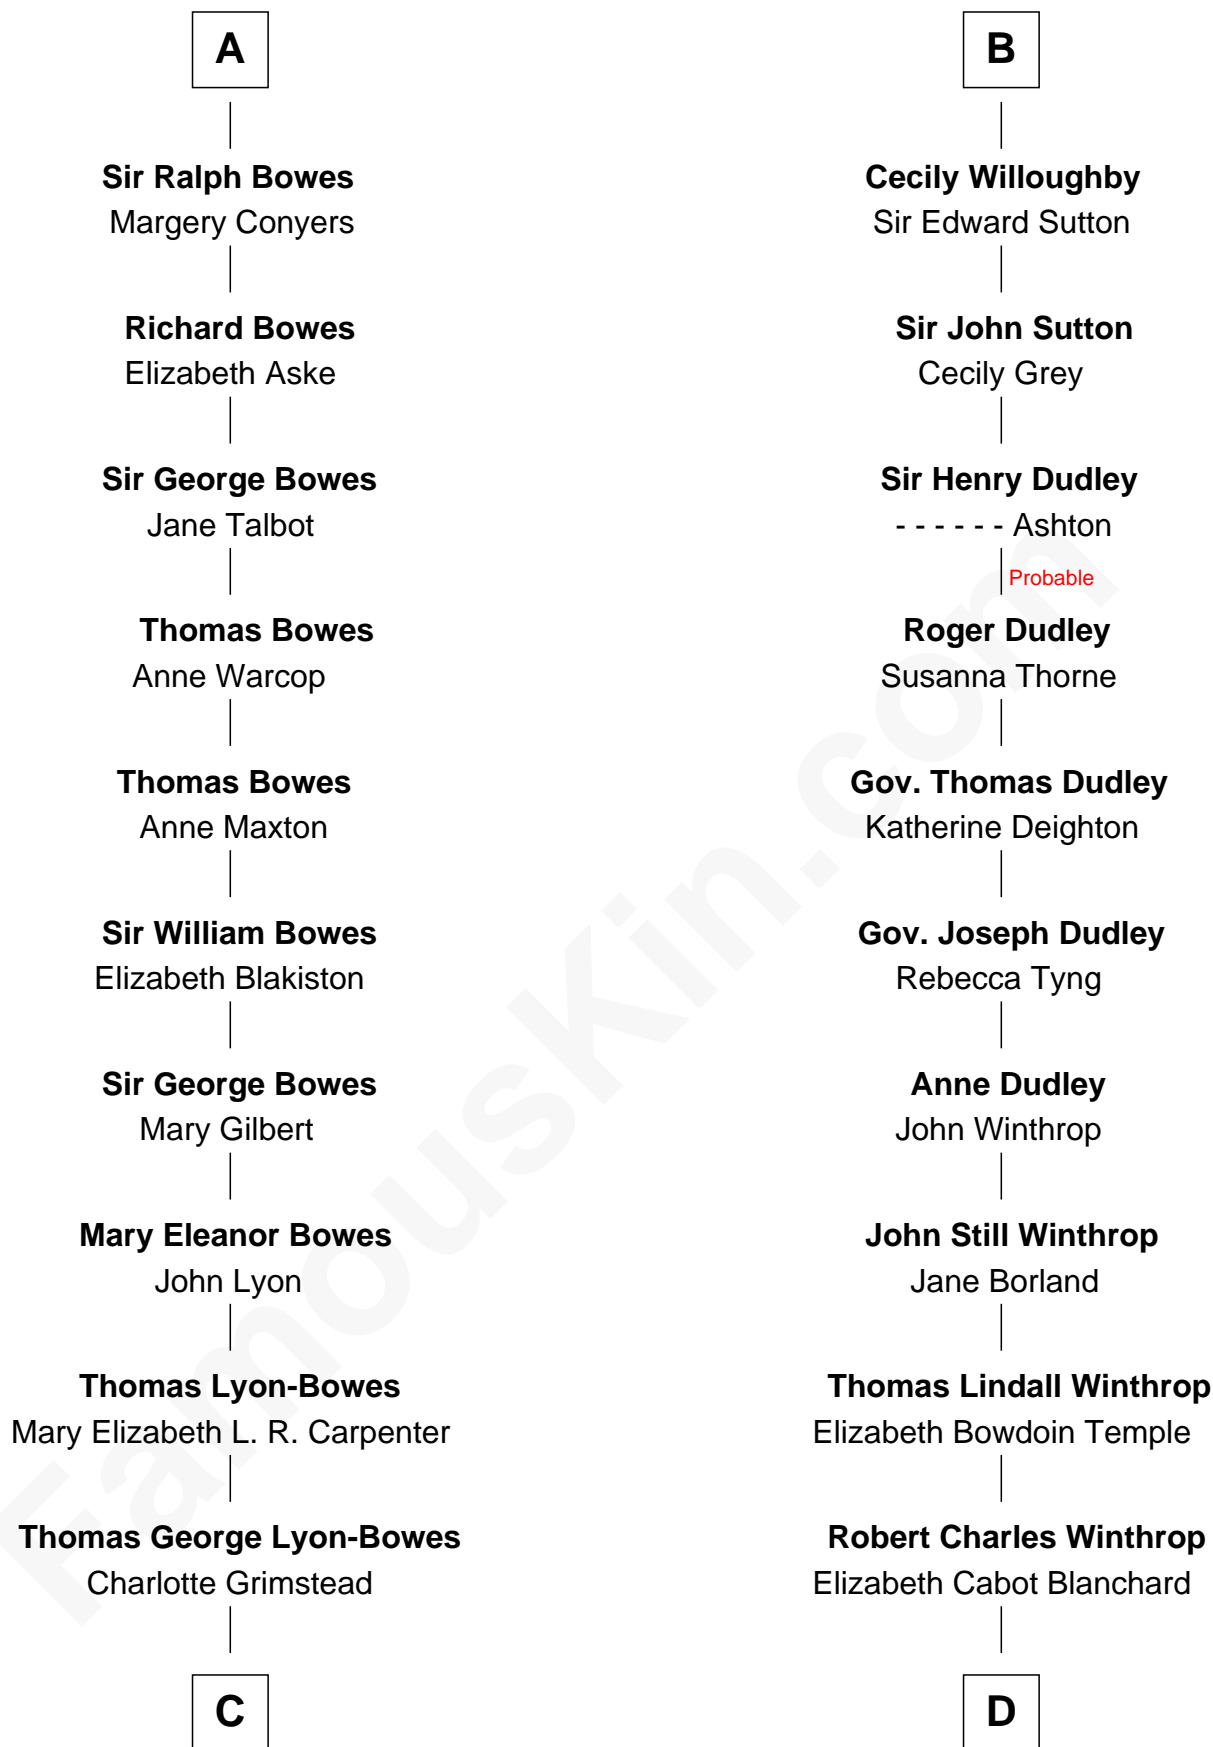 A
Sir Ralph Bowes
Margery Conyers
Richard Bowes
Elizabeth Aske
Sir George Bowes
Jane Talbot
Thomas Bowes
Anne Warcop
Thomas Bowes
Anne Maxton
Sir William Bowes
Elizabeth Blakiston
Sir George Bowes
Mary Gilbert
Mary Eleanor Bowes
John Lyon
Thomas Lyon-Bowes
Mary Elizabeth L. R. Carpenter
Thomas George Lyon-Bowes
Charlotte Grimstead
C
B
Cecily Willoughby
Sir Edward Sutton
Sir John Sutton
Cecily Grey
Sir Henry Dudley
- - - - - - Ashton
Probable
Roger Dudley
Susanna Thorne
Gov. Thomas Dudley
Katherine Deighton
Gov. Joseph Dudley
Rebecca Tyng
Anne Dudley
John Winthrop
John Still Winthrop
Jane Borland
Thomas Lindall Winthrop
Elizabeth Bowdoin Temple
Robert Charles Winthrop
Elizabeth Cabot Blanchard
D
FamousKin.com